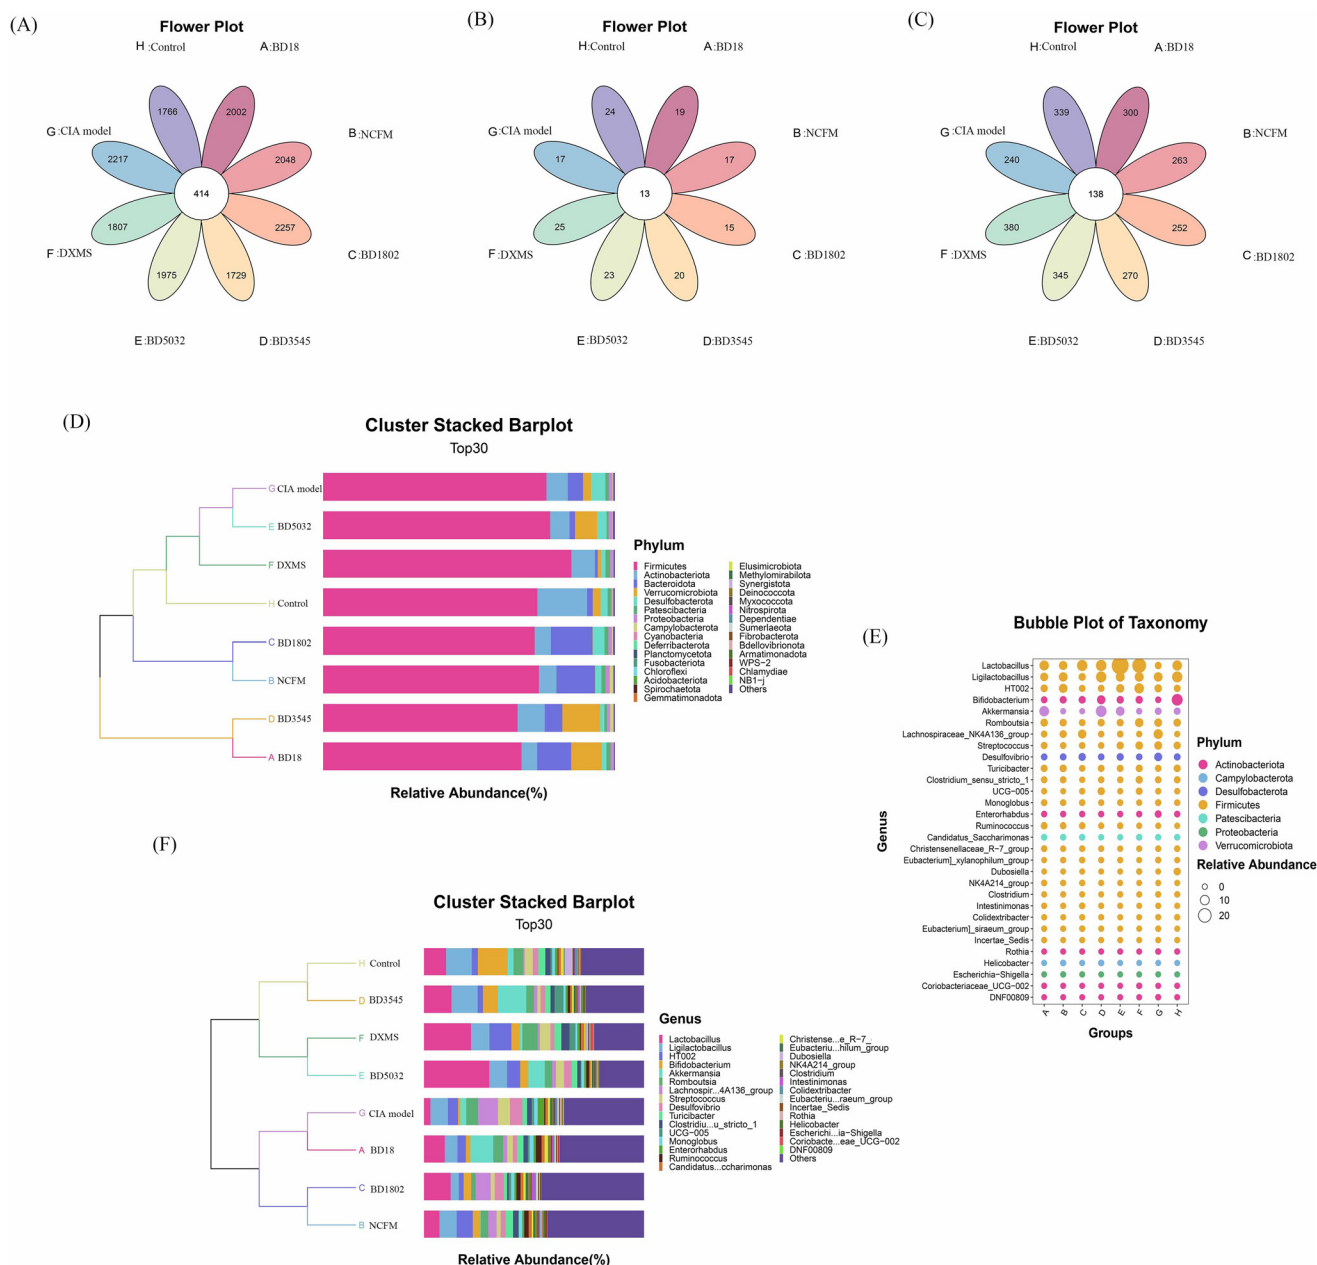 (A)
Flower Plot
H :Control
A:BD18
G:CIA model
B:NCFM
1766
2002
2217
2048
414
1807
2257
1975
1729
F :DXMS
C:BD1802
E:BD5032
D:BD3545
(B)
Flower Plot
H:Control
A:BD18
G:CIA model
B:NCFM
24
19
17
17
13
25
15
23
20
F :DXMS
C:BD1802
E:BD5032
D:BD3545
(C)
Flower Plot
H:Control
A:BD18
G:CIA model
B:NCFM
339
300
240
263
138
380
252
345
270
F :DXMS
C:BD1802
E:BD5032
D:BD3545
(D)
Cluster Stacked Barplot
Top30
G CIA model
E BD5032
F DXMS
H Control
C BD1802
B NCFM
D BD3545
A BD18
Relative Abundance(%)
Phylum
Firmicutes
Actinobacteriota
Bacteroidota
Verrucomicrobiota
Desulfobacterota
Patescibacteria
Proteobacteria
Campylobacterota
Cyanobacteria
Deferribacterota
Planctomycetota
Fusobacteriota
Chloroflexi
Acidobacteriota
Spirochaetota
Gemmatimonadota
Elusimicrobiota
Methylomirabilota
Synergistota
Deinococcota
Myxococcota
Nitrospirota
Dependentiae
Sumerlaeota
Fibrobacterota
Bdellovibrionota
Armatimonadota
WPS-2
Chlamydiae
NB1-j
Others
(E)
Bubble Plot of Taxonomy
Genus
Lactobacillus
Ligilactobacillus
HT002
Bifidobacterium
Akkermansia
Romboutsia
Lachnospiraceae_NK4A136_group
Streptococcus
Desulfovibrio
Turicibacter
Clostridium_sensu_stricto_1
UCG-005
Monoglobus
Enterorhabdus
Ruminococcus
Candidatus_Saccharimonas
Christensenellaceae_R-7_group
Eubacterium]_xylanophilum_group
Dubosiella
NK4A214_group
Clostridium
Intestinimonas
Colidextribacter
Eubacterium]_siraeum_group
Incertae_Sedis
Rothia
Helicobacter
Escherichia-Shigella
Coriobacteriaceae_UCG-002
DNF00809
A B C D E F G H
Groups
Phylum
Actinobacteriota
Campylobacterota
Desulfobacterota
Firmicutes
Patescibacteria
Proteobacteria
Verrucomicrobiota
Relative Abundance
0
10
20
(F)
Cluster Stacked Barplot
Top30
H Control
D BD3545
F DXMS
E BD5032
G CIA model
A BD18
C BD1802
B NCFM
Relative Abundance(%)
Genus
Lactobacillus
Ligilactobacillus
HT002
Bifidobacterium
Akkermansia
Romboutsia
Lachnospir...4A136_group
Streptococcus
Desulfovibrio
Turicibacter
Clostridiu...u_stricto_1
UCG-005
Monoglobus
Enterorhabdus
Ruminococcus
Candidatus...ccharimonas
Christense...e_R-7_
Eubacteriu...hilum_group
Dubosiella
NK4A214_group
Clostridium
Intestinimonas
Colidextribacter
Eubacteriu...raeum_group
Incertae_Sedis
Rothia
Helicobacter
Escherichi...ia-Shigella
Coriobacte...eae_UCG-002
DNF00809
Others